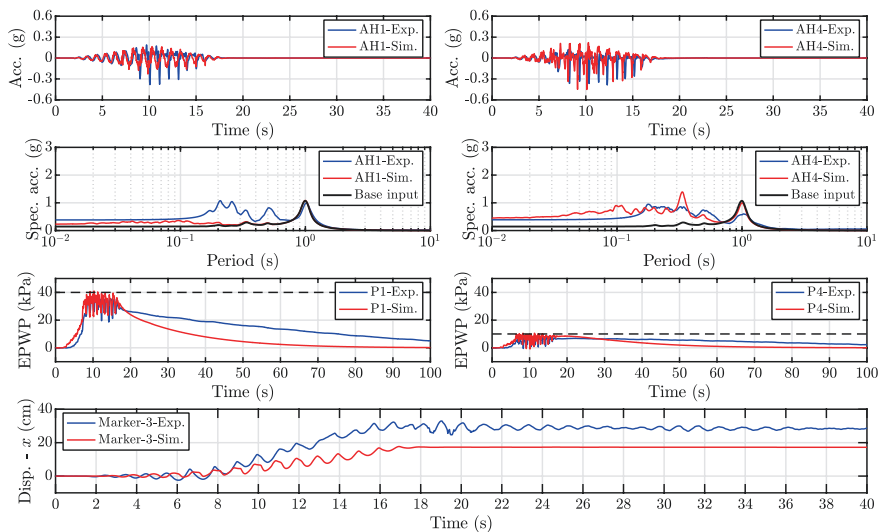 Acc. (g)
0.6
0.3
0
-0.3
-0.6
AH1-Exp.
AH1-Sim.
0 5 10 15 20 25 30 35 40
Time (s)
Acc. (g)
0.6
0.3
0
-0.3
-0.6
AH4-Exp.
AH4-Sim.
0 5 10 15 20 25 30 35 40
Time (s)
Spec. acc. (g)
3
2
1
0
AH1-Exp.
AH1-Sim.
Base input
10^-2 10^-1 10^0 10^1
Period (s)
Spec. acc. (g)
3
2
1
0
AH4-Exp.
AH4-Sim.
Base input
10^-2 10^-1 10^0 10^1
Period (s)
EPWP (kPa)
40
20
0
P1-Exp.
P1-Sim.
0 10 20 30 40 50 60 70 80 90 100
Time (s)
EPWP (kPa)
40
20
0
P4-Exp.
P4-Sim.
0 10 20 30 40 50 60 70 80 90 100
Time (s)
Disp. - x (cm)
40
20
0
Marker-3-Exp.
Marker-3-Sim.
0 2 4 6 8 10 12 14 16 18 20 22 24 26 28 30 32 34 36 38 40
Time (s)